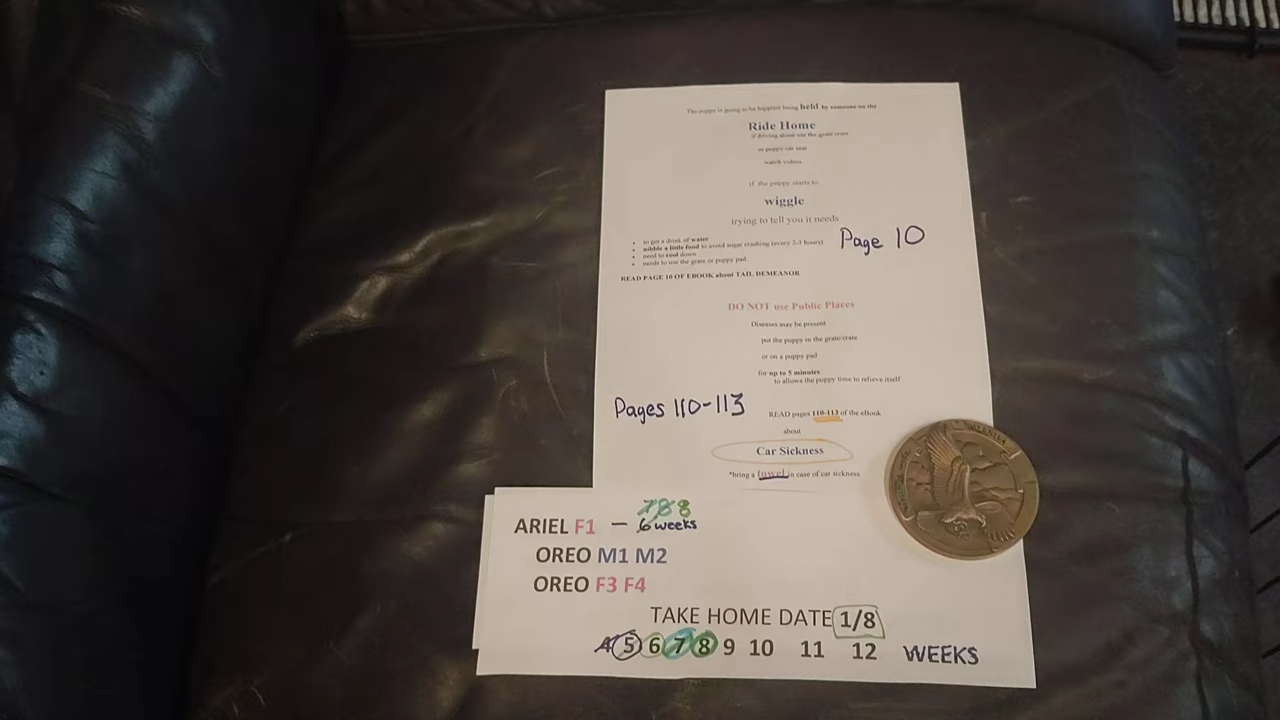 The puppy is going to be happiest being held by someone on the
Ride Home
if driving alone use the grate crate
or puppy car seat
watch videos
if the puppy starts to
wiggle
trying to tell you it needs
to get a drink of water
nibble a little food to avoid sugar crashing (every 2-3 hours)
need to cool down
needs to use the grate or puppy pad
Page 10
READ PAGE 10 OF EBOOK about TAIL DEMEANOR
DO NOT use Public Places
Diseases may be present
put the puppy in the grate/crate
or on a puppy pad
for up to 5 minutes
to allows the puppy time to relieve itself
Pages 110-113
READ pages 110-113 of the eBook
about
Car Sickness
*bring a towel in case of car sickness
7 8 8
ARIEL F1 - 6 weeks
OREO M1 M2
OREO F3 F4
TAKE HOME DATE 1/8
4 5 6 7 8 9 10 11 12 WEEKS